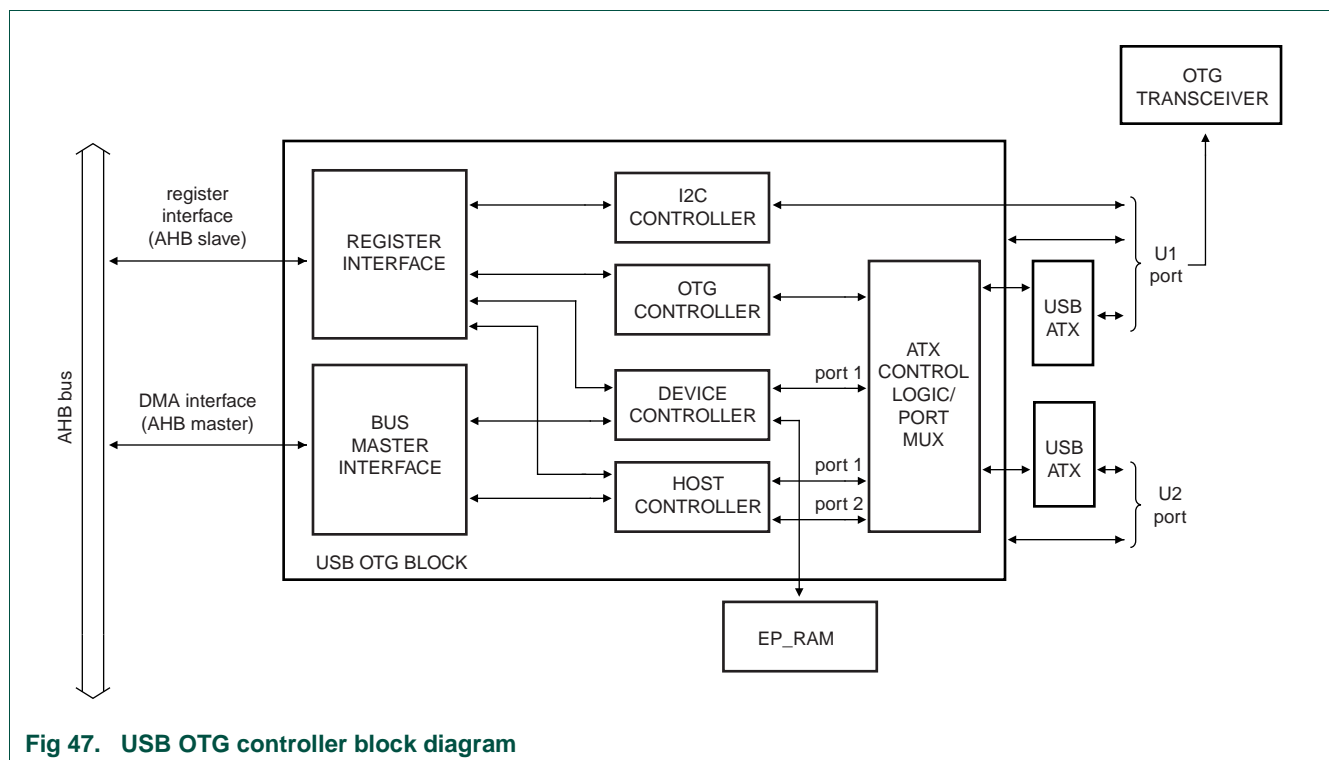 OTG
TRANSCEIVER
register
interface
(AHB slave)
REGISTER
INTERFACE
I2C
CONTROLLER
OTG
CONTROLLER
U1
port
USB
ATX
AHB bus
DMA interface
(AHB master)
BUS
MASTER
INTERFACE
DEVICE
CONTROLLER
port 1
ATX
CONTROL
LOGIC/
PORT
MUX
HOST
CONTROLLER
port 1
port 2
USB
ATX
U2
port
USB OTG BLOCK
EP_RAM
Fig 47. USB OTG controller block diagram